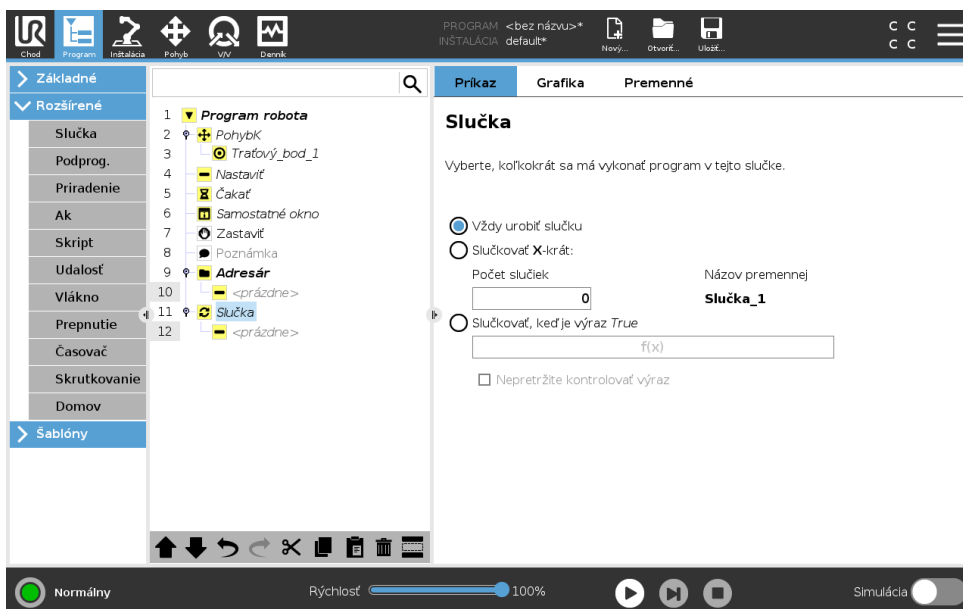 PROGRAM <bez názvu>*
INŠTALÁCIA default*
Chod Program Inštalácia Pohyb V/V Denník Nový... Otvoriť... Uložiť...
C C
C C
Základné
Rozšírené
Slučka
Podprog.
Priradenie
Ak
Skript
Udalosť
Vlákno
Prepnutie
Časovač
Skrutkovanie
Domov
Šablóny
1 Program robota
2 PohybK
3 Traťový_bod_1
4 Nastaviť
5 Čakať
6 Samostatné okno
7 Zastaviť
8 Poznámka
9 Adresár
10 <prázdne>
11 Slučka
12 <prázdne>
Príkaz Grafika Premenné
Slučka
Vyberte, koľkokrát sa má vykonať program v tejto slučke.
Vždy urobiť slučku
Slučkovať X-krát:
Počet slučiek Názov premennej
0 Slučka_1
Slučkovať, keď je výraz True
f(x)
Nepretržite kontrolovať výraz
Normálny Rýchlosť 100% Simulácia